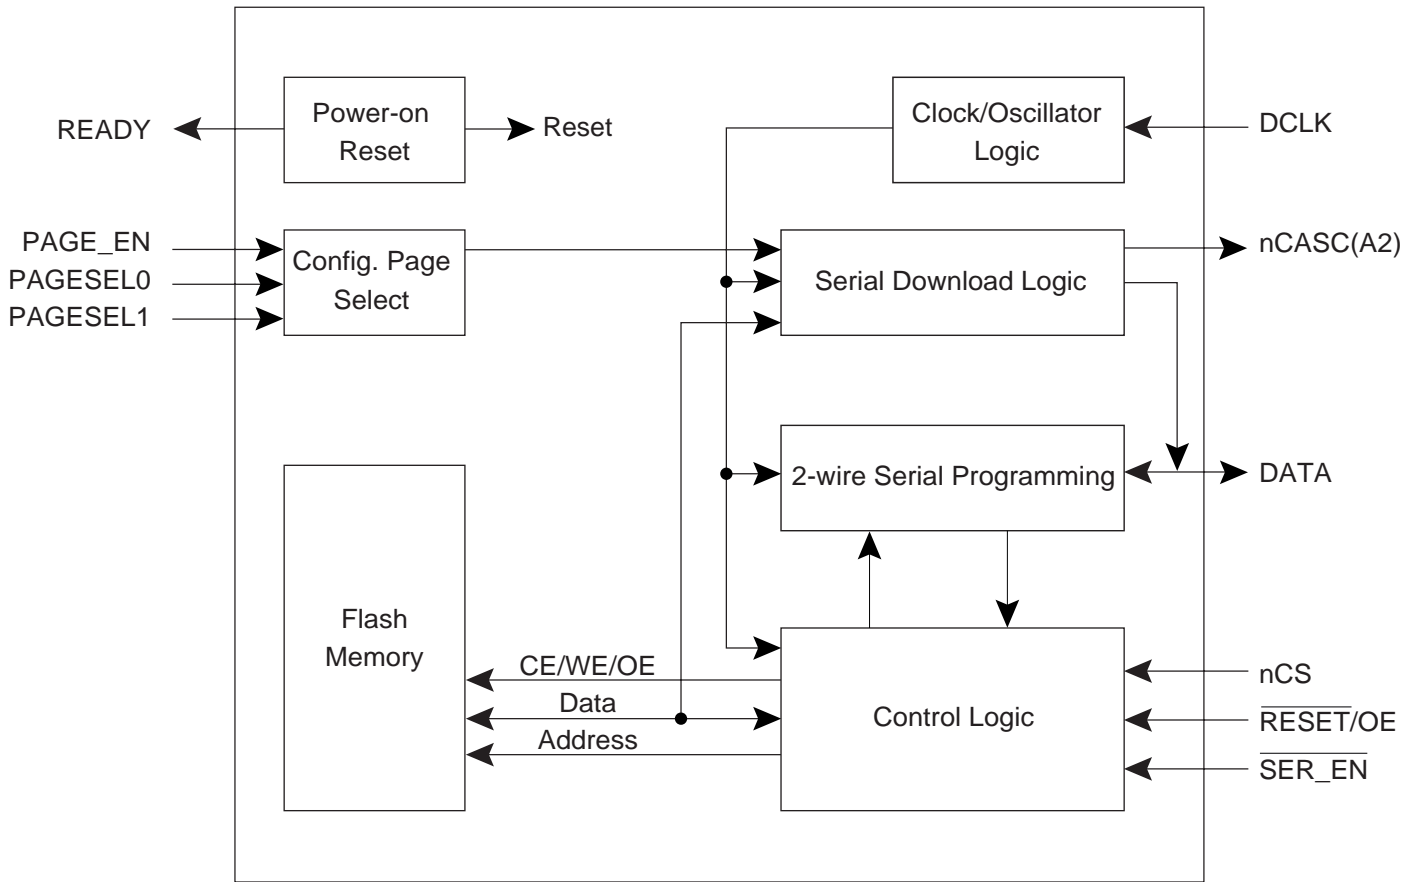 Power-on
Reset
READY
Reset
Clock/Oscillator
Logic
DCLK
PAGE_EN
PAGESEL0
PAGESEL1
Config. Page
Select
Serial Download Logic
nCASC(A2)
2-wire Serial Programming
DATA
Flash
Memory
CE/WE/OE
Data
Address
Control Logic
nCS
RESET/OE
SER_EN